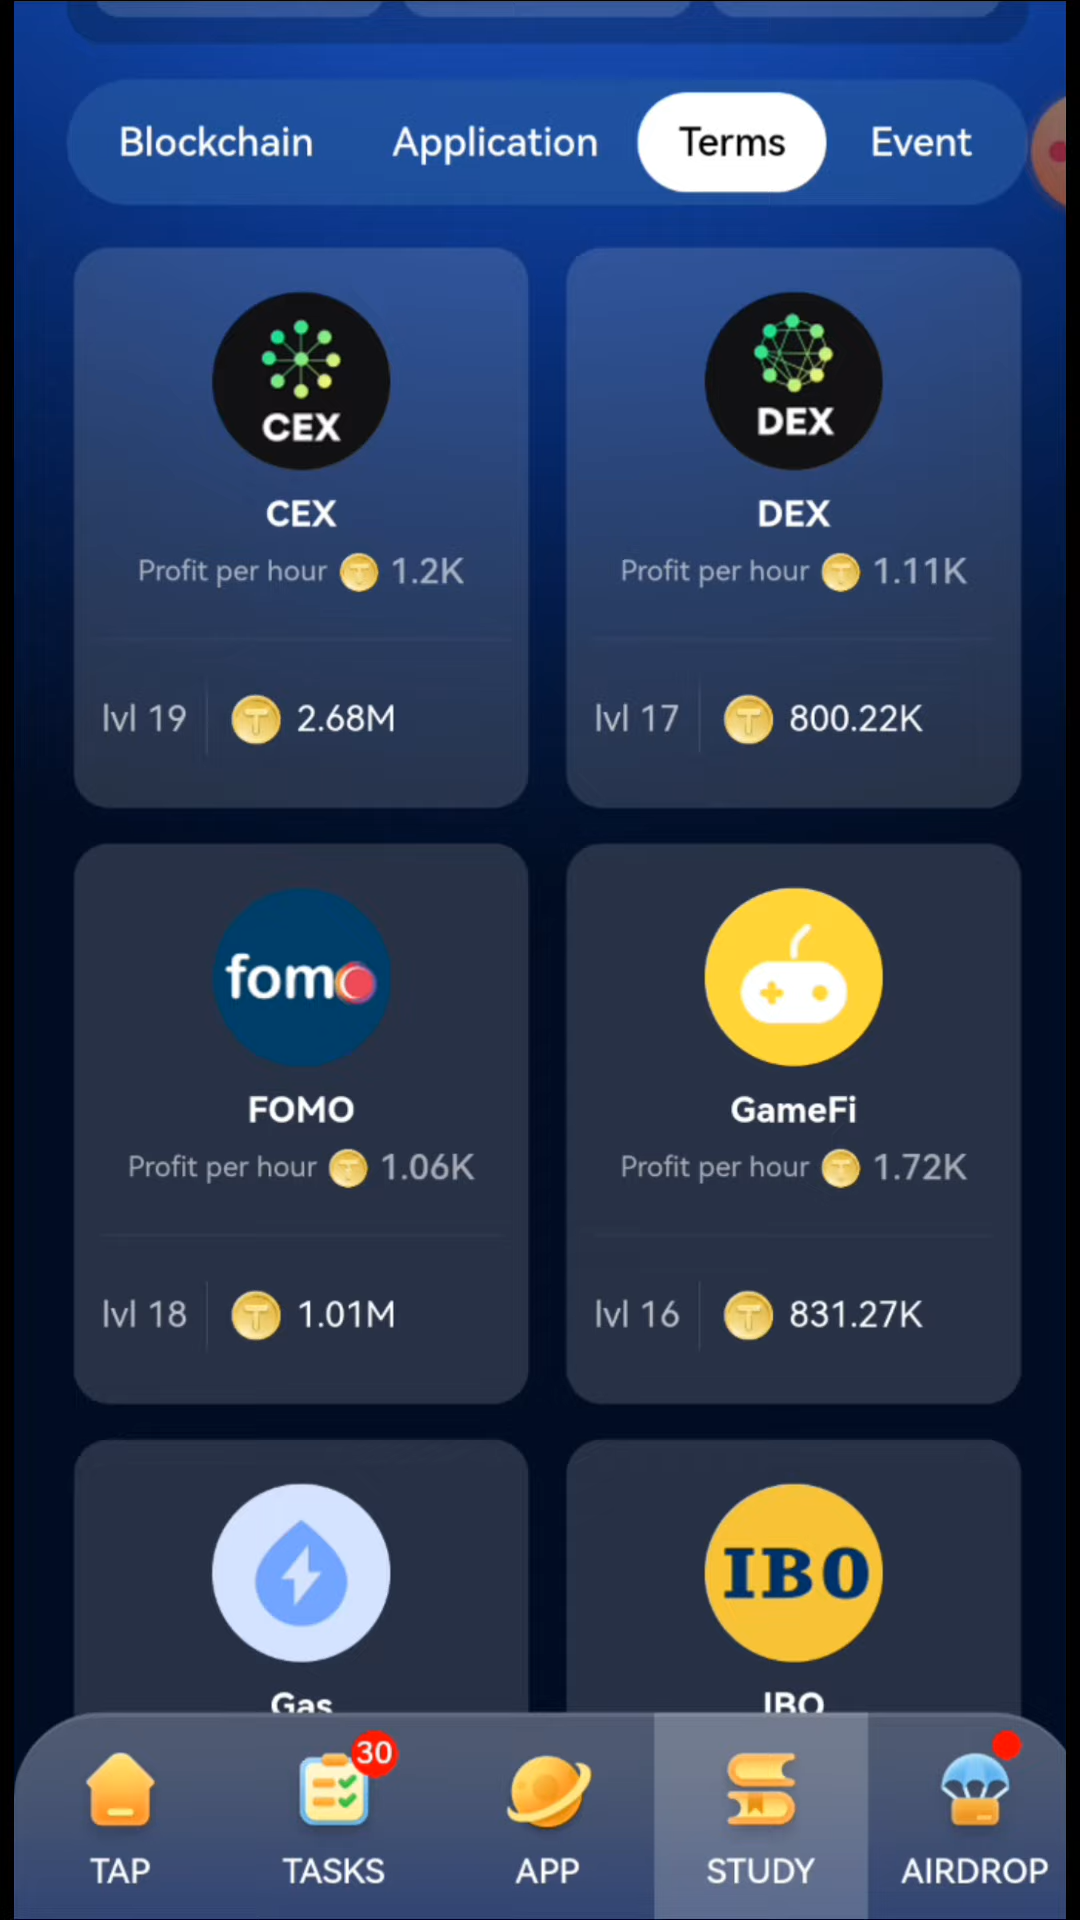 Blockchain Application Terms Event
CEX DEX
CEX DEX
Profit per hour 1.2K Profit per hour 1.11K
lvl 19 2.68M lvl 17 800.22K
fomo
FOMO GameFi
Profit per hour 1.06K Profit per hour 1.72K
lvl 18 1.01M lvl 16 831.27K
IBO
Gas IBO
30
TAP TASKS APP STUDY AIRDROP